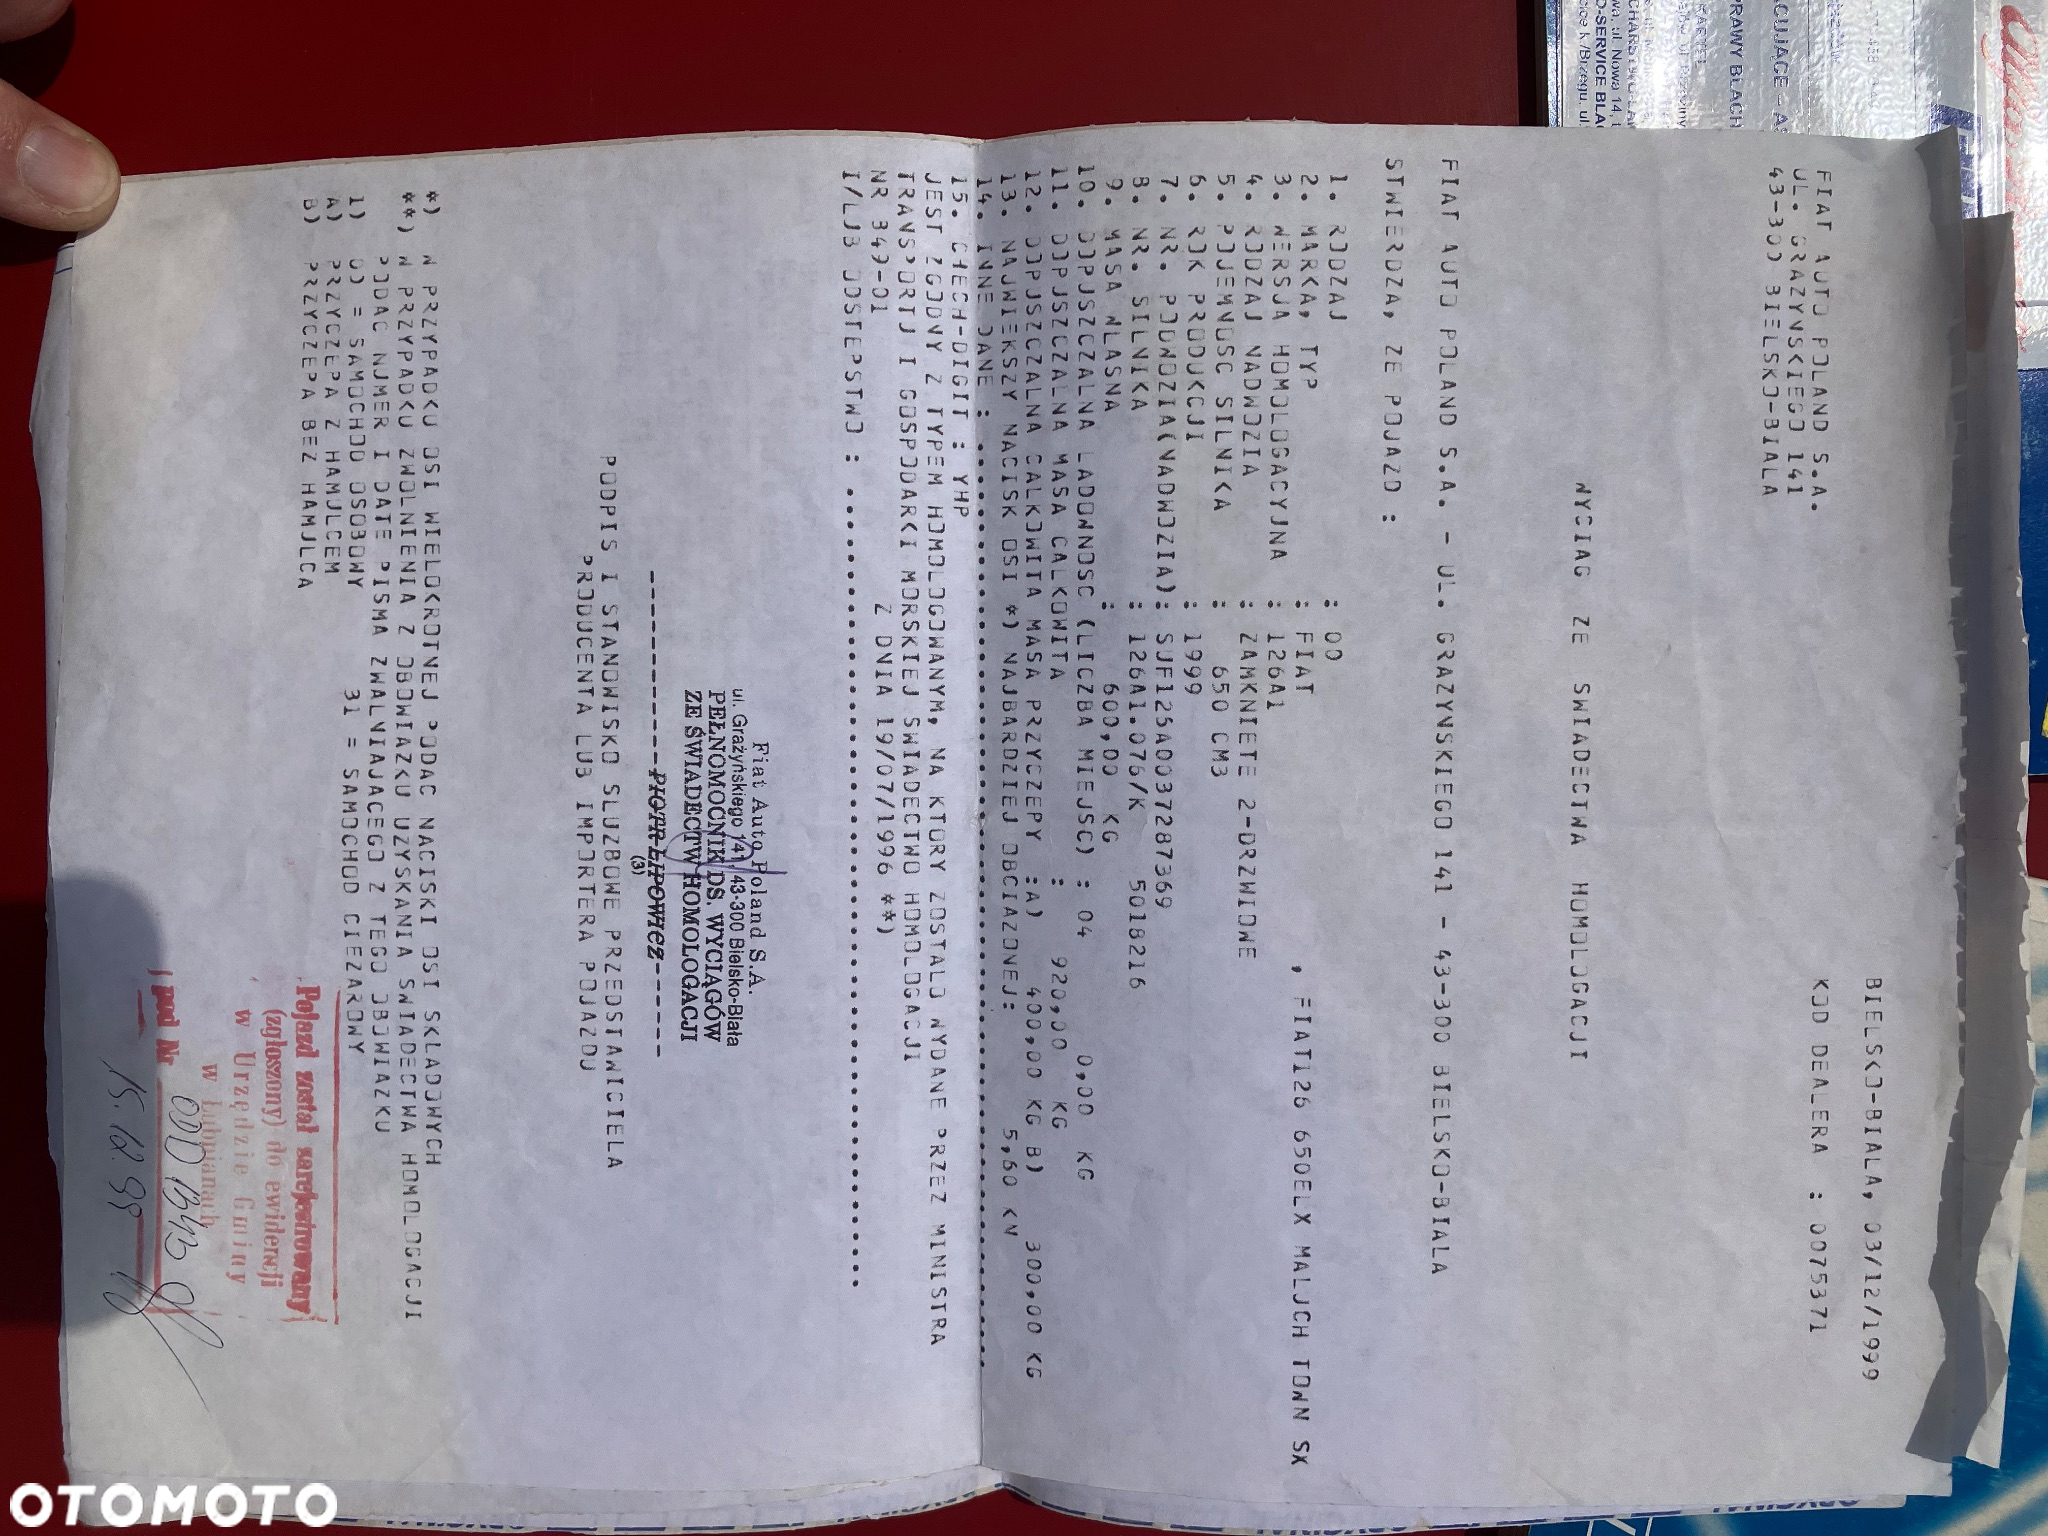 BIELSKO-BIALA, 03/12/1999
FIAT AUTO POLAND S.A.
UL. GRAZYNSKIEGO 141
43-300 BIELSKO-BIALA
KOD DEALERA : 0075371
WYCIAG ZE SWIADECTWA HOMOLOGACJI
FIAT AUTO POLAND S.A. - UL. GRAZYNSKIEGO 141 - 43-300 BIELSKO-BIALA
STWIERDZA, ZE POJAZD :
1. RODZAJ : 00
2. MARKA, TYP : FIAT , FIAT126 650ELX MALUCH TOWN SX
3. WERSJA HOMOLOGACYJNA : 126A1
4. RODZAJ NADWOZIA : ZAMKNIETE 2-DRZWIOWE
5. POJEMNOSC SILNIKA : 650 CM3
6. ROK PRODUKCJI : 1999
7. NR. PODWOZIA(NADWOZIA): SUF126A0037287369
8. NR. SILNIKA : 126A1.076/K 5018216
9. MASA WLASNA : 600,00 KG
10. DOPUSZCZALNA LADOWNOSC (LICZBA MIEJSC) : 04 0,00 KG
11. DOPUSZCZALNA MASA CALKOWITA : 920,00 KG
12. DOPUSZCZALNA CALKOWITA MASA PRZYCZEPY :A) 400,00 KG B) 300,00 KG
13. NAJWIEKSZY NACISK OSI *) NAJBARDZIEJ OBCIAZONEJ: 5,60 KN
14. INNE DANE :
15. CHECH-DIGIT : YHP
JEST ZGODNY Z TYPEM HOMOLOGOWANYM, NA KTORY ZOSTALO WYDANE PRZEZ MINISTRA
TRANSPORTU I GOSPODARKI MORSKIEJ SWIADECTWO HOMOLOGACJI
NR 349-01 Z DNIA 19/07/1996 **)
I/LUB ODSTEPSTWO :
Fiat Auto Poland S.A.
ul. Grażyńskiego 141 43-300 Bielsko-Biała
PEŁNOMOCNIK DS. WYCIĄGÓW
ZE ŚWIADECTW HOMOLOGACJI
PIOTR LIPOWIEZ
(3)
PODPIS I STANOWISKO SLUZBOWE PRZEDSTAWICIELA
PRODUCENTA LUB IMPORTERA POJAZDU
*) W PRZYPADKU OSI WIELOKROTNEJ PODAC NACISKI OSI SKLADOWYCH
**) W PRZYPADKU ZWOLNIENIA Z OBOWIAZKU UZYSKANIA SWIADECTWA HOMOLOGACJI
PODAC NUMER I DATE PISMA ZWALNIAJACEGO Z TEGO OBOWIAZKU
1) 00 = SAMOCHOD OSOBOWY 31 = SAMOCHOD CIEZAROWY
A) PRZYCZEPA Z HAMULCEM
B) PRZYCZEPA BEZ HAMULCA
Pojazd został zarejestrowany
(zgłoszony) do ewidencji
w Urzędzie Gminy
w Łubnianach
pod Nr
15.12.99
OTOMOTO